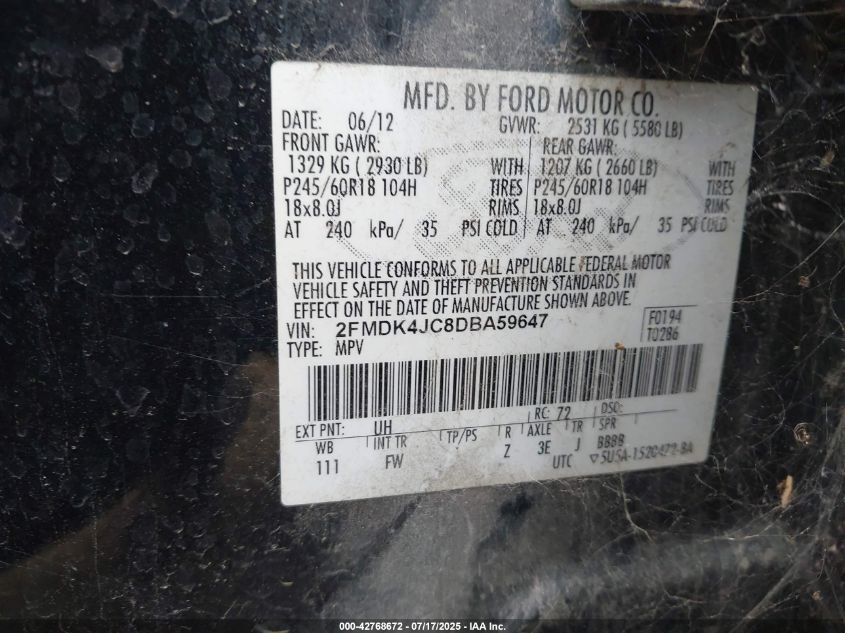 MFD. BY FORD MOTOR CO.
DATE: 06/12 GVWR: 2531 KG ( 5580 LB)
FRONT GAWR: REAR GAWR:
1329 KG ( 2930 LB) WITH 1207 KG ( 2660 LB) WITH
P245/60R18 104H TIRES P245/60R18 104H TIRES
18x8.0J RIMS 18x8.0J RIMS
AT 240 kPa/ 35 PSI COLD AT 240 kPa/ 35 PSI COLD
THIS VEHICLE CONFORMS TO ALL APPLICABLE FEDERAL MOTOR
VEHICLE SAFETY AND THEFT PREVENTION STANDARDS IN
EFFECT ON THE DATE OF MANUFACTURE SHOWN ABOVE.
VIN: 2FMDK4JC8DBA59647 F0194
TYPE: MPV T0286
EXT PNT: UH RC: 72 DSO:
WB INT TR TP/PS R AXLE TR SPR
111 FW Z 3E J BBBB
UTC ▽5U5A-1520472-BA
000-42768672 - 07/17/2025 - IAA Inc.